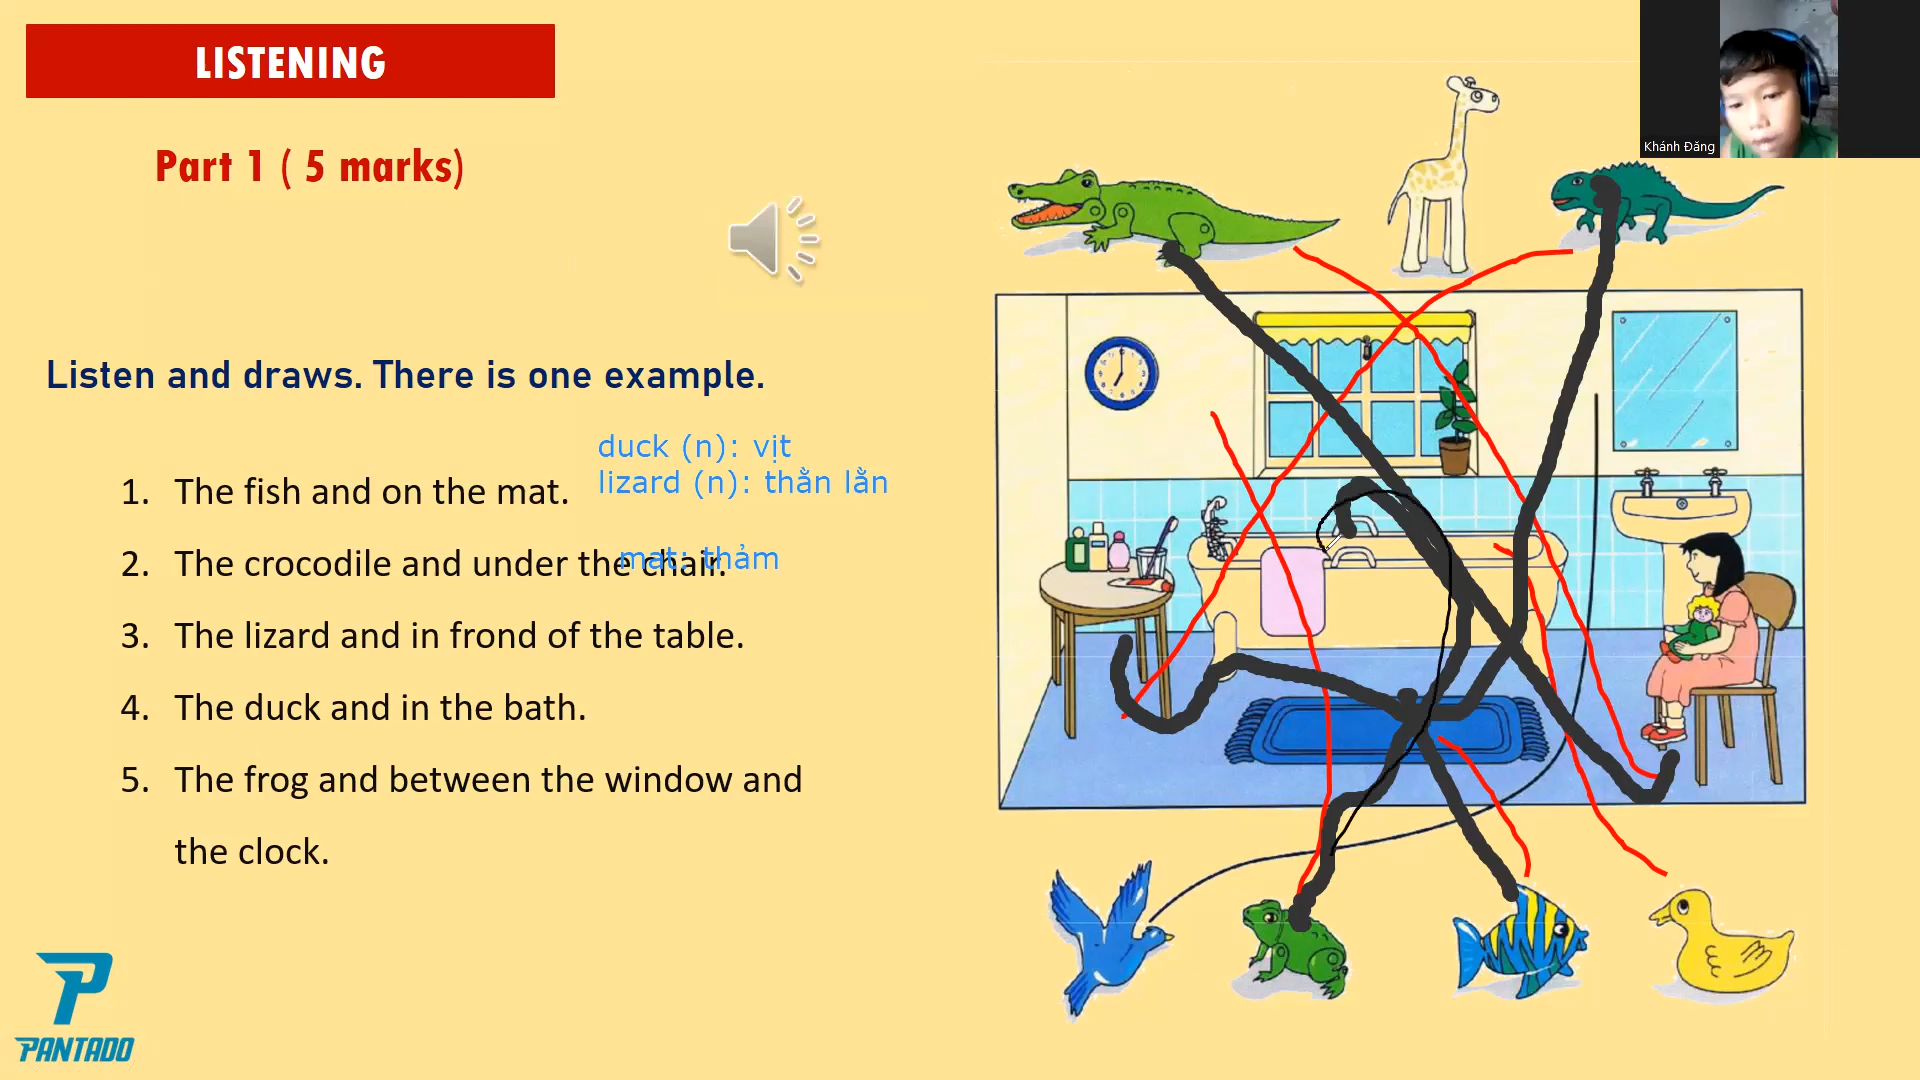 LISTENING
Khánh Đăng
Part 1 ( 5 marks)
Listen and draws. There is one example.
duck (n): vịt
lizard (n): thằn lằn
1. The fish and on the mat.
mat: thảm
2. The crocodile and under the chair.
3. The lizard and in frond of the table.
4. The duck and in the bath.
5. The frog and between the window and
the clock.
PANTADO